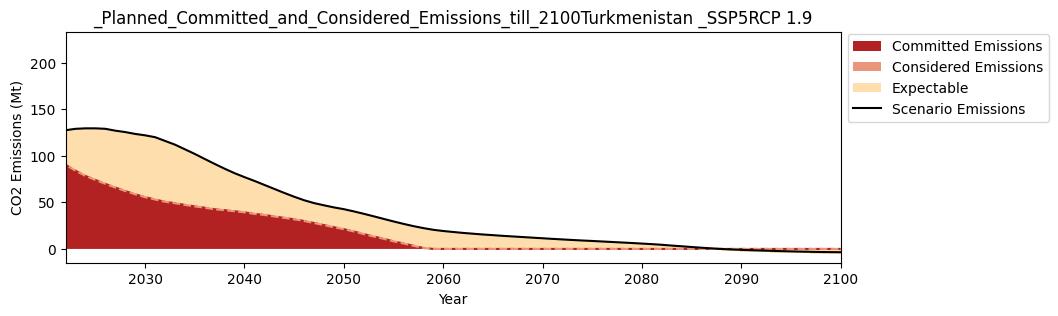 _Planned_Committed_and_Considered_Emissions_till_2100Turkmenistan _SSP5RCP 1.9
Committed Emissions
Considered Emissions
Expectable
Scenario Emissions
CO2 Emissions (Mt)
200
150
100
50
0
2030 2040 2050 2060 2070 2080 2090 2100
Year